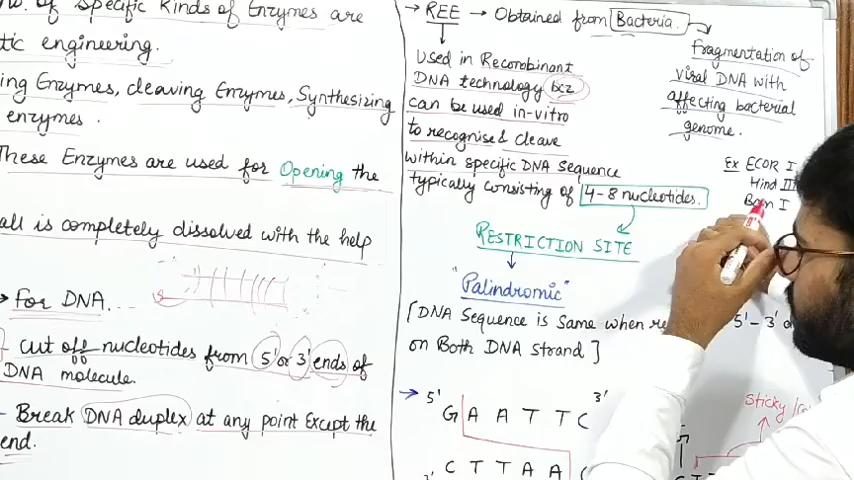 no. of Specific Kinds of Enzymes are
tic engineering.
ing Enzymes, cleaving Enzymes, Synthesizing
enzymes.
These Enzymes are used for Opening the
all is completely dissolved with the help
→ For DNA.
cut off nucleotides from 5' or 3' ends of
DNA molecule.
- Break DNA duplex at any point Except the
end.
→ REE → Obtained from Bacteria.
Used in Recombinant
DNA technology bcz
can be used in-vitro
to recognise & cleave
within specific DNA Sequence
typically consisting of 4-8 nucleotides.
RESTRICTION SITE
"Palindromic"
[DNA Sequence is Same when re
5'-3'
on Both DNA Strand]
→ 5' G A A T T C 3'
C T T A A
fragmentation of
viral DNA with
affecting bacterial
genome.
Ex ECOR I
Hind III
Bam I
Sticky/